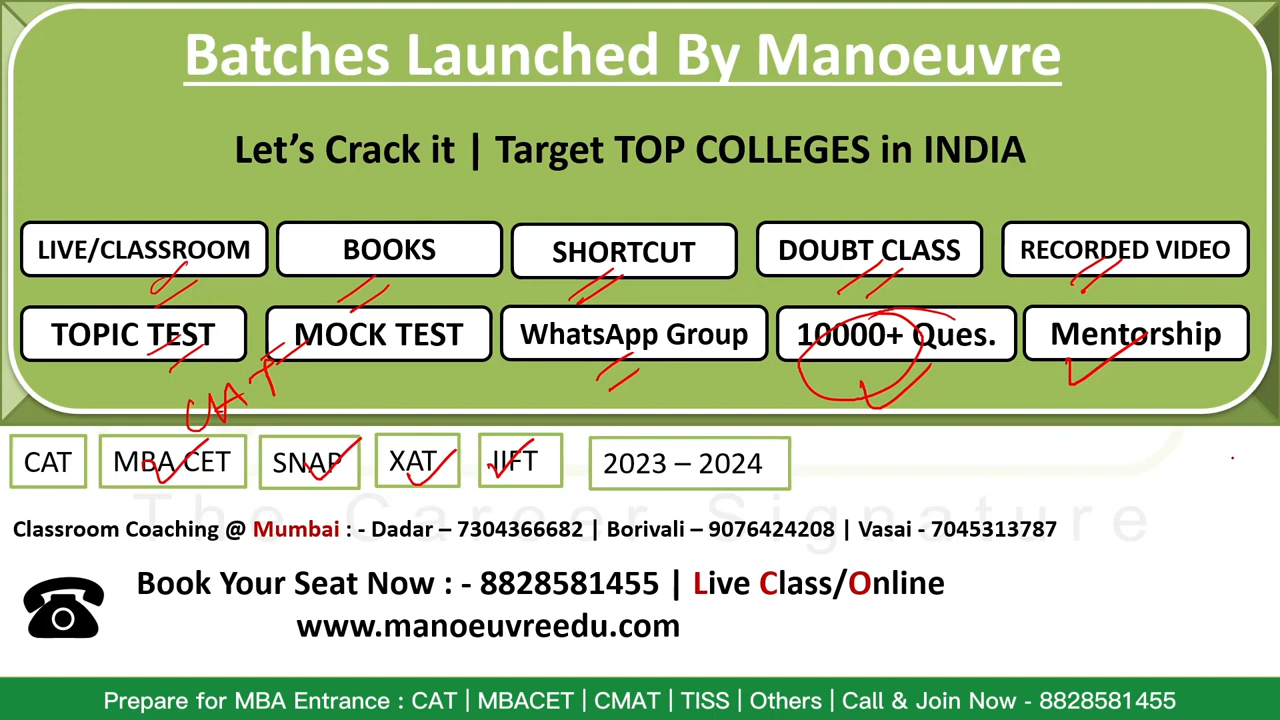 Batches Launched By Manoeuvre
Let's Crack it | Target TOP COLLEGES in INDIA
LIVE/CLASSROOM BOOKS SHORTCUT DOUBT CLASS RECORDED VIDEO
TOPIC TEST MOCK TEST WhatsApp Group 10000+ Ques. Mentorship
CAT MBA CET SNAP XAT IIFT 2023 – 2024
The Career Signature
Classroom Coaching @ Mumbai : - Dadar – 7304366682 | Borivali – 9076424208 | Vasai - 7045313787
Book Your Seat Now : - 8828581455 | Live Class/Online
www.manoeuvreedu.com
Prepare for MBA Entrance : CAT | MBACET | CMAT | TISS | Others | Call & Join Now - 8828581455